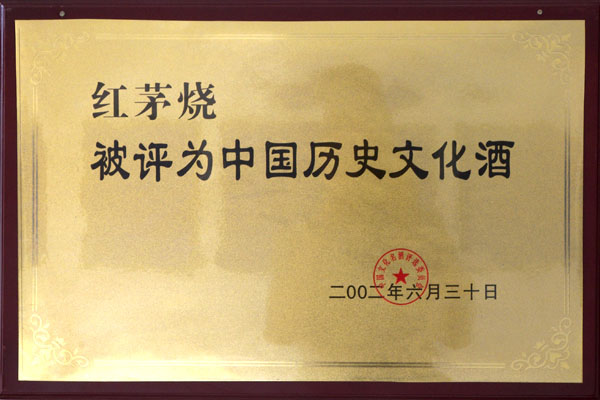 红茅烧
被评为中国历史文化酒
二00二年六月三十日